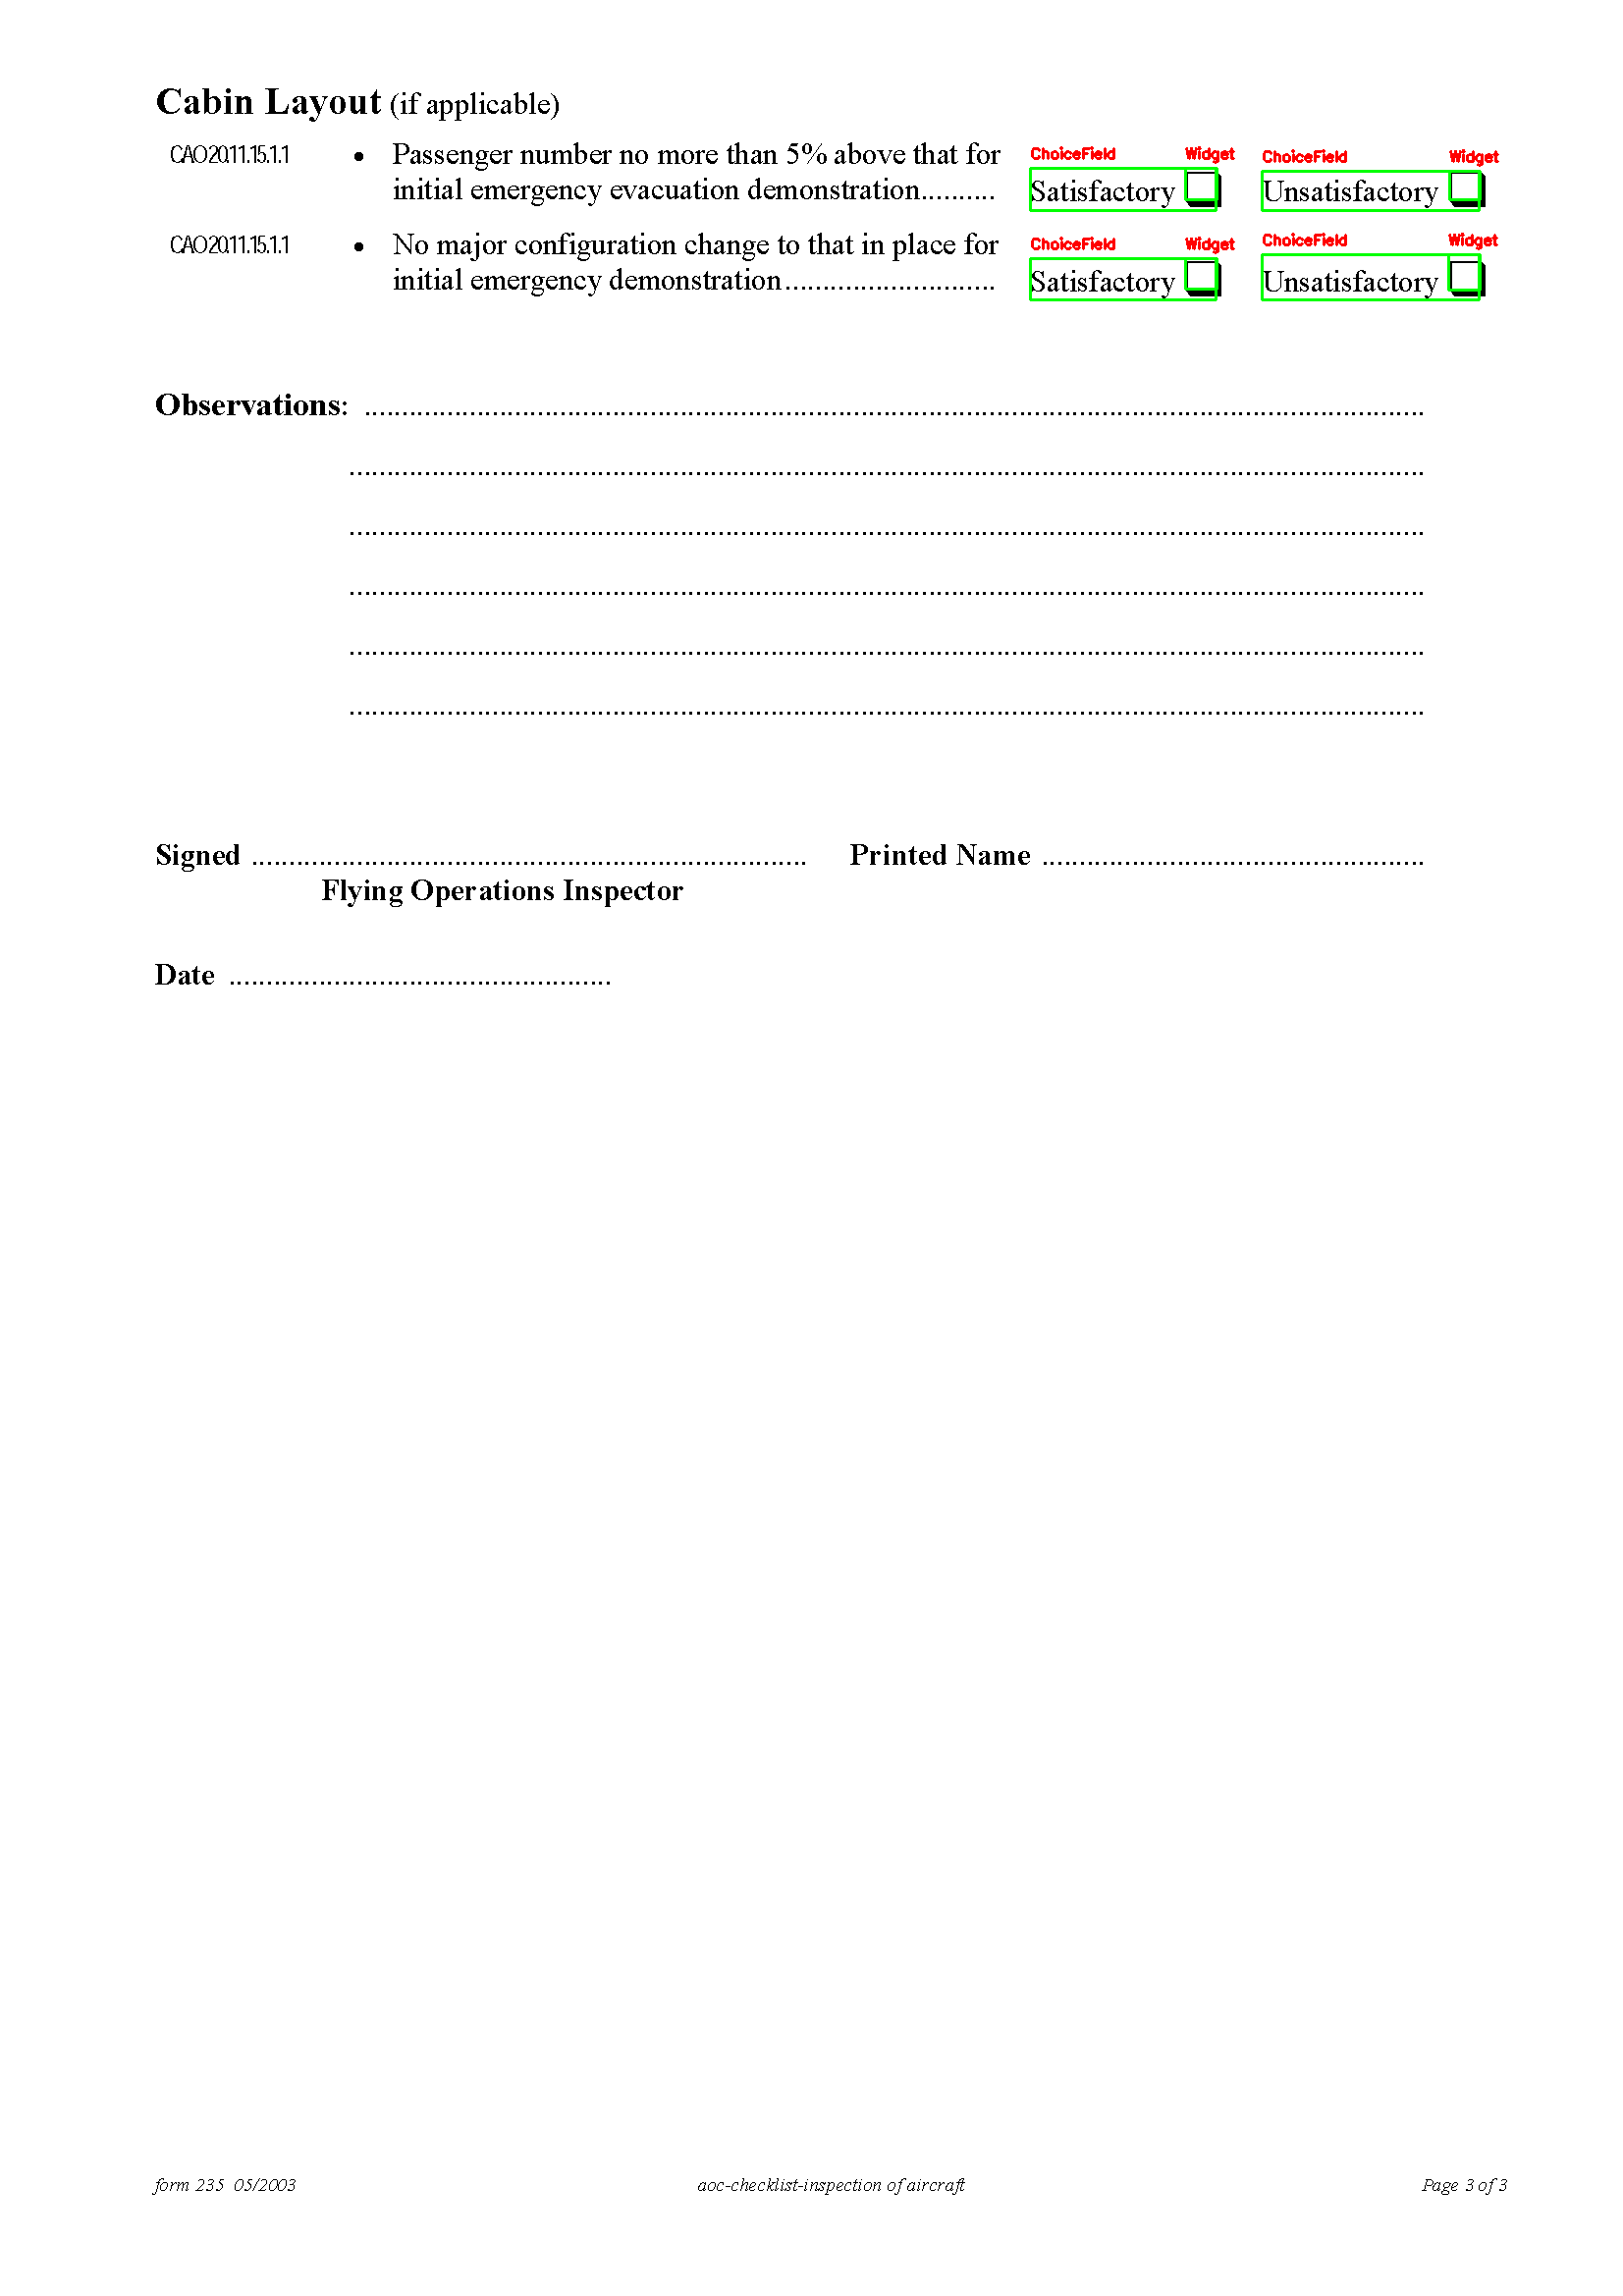 Cabin Layout (if applicable)
CAO20.11.15.1.1 • Passenger number no more than 5% above that for
initial emergency evacuation demonstration..........
ChoiceField Widget ChoiceField Widget
Satisfactory Unsatisfactory
CAO20.11.15.1.1 • No major configuration change to that in place for
initial emergency demonstration............................
ChoiceField Widget ChoiceField Widget
Satisfactory Unsatisfactory
Observations: ..............................................................................................................................................
................................................................................................................................................
................................................................................................................................................
................................................................................................................................................
................................................................................................................................................
................................................................................................................................................
Signed .......................................................................... Printed Name ...................................................
Flying Operations Inspector
Date ...................................................
form 235 05/2003 aoc-checklist-inspection of aircraft Page 3 of 3